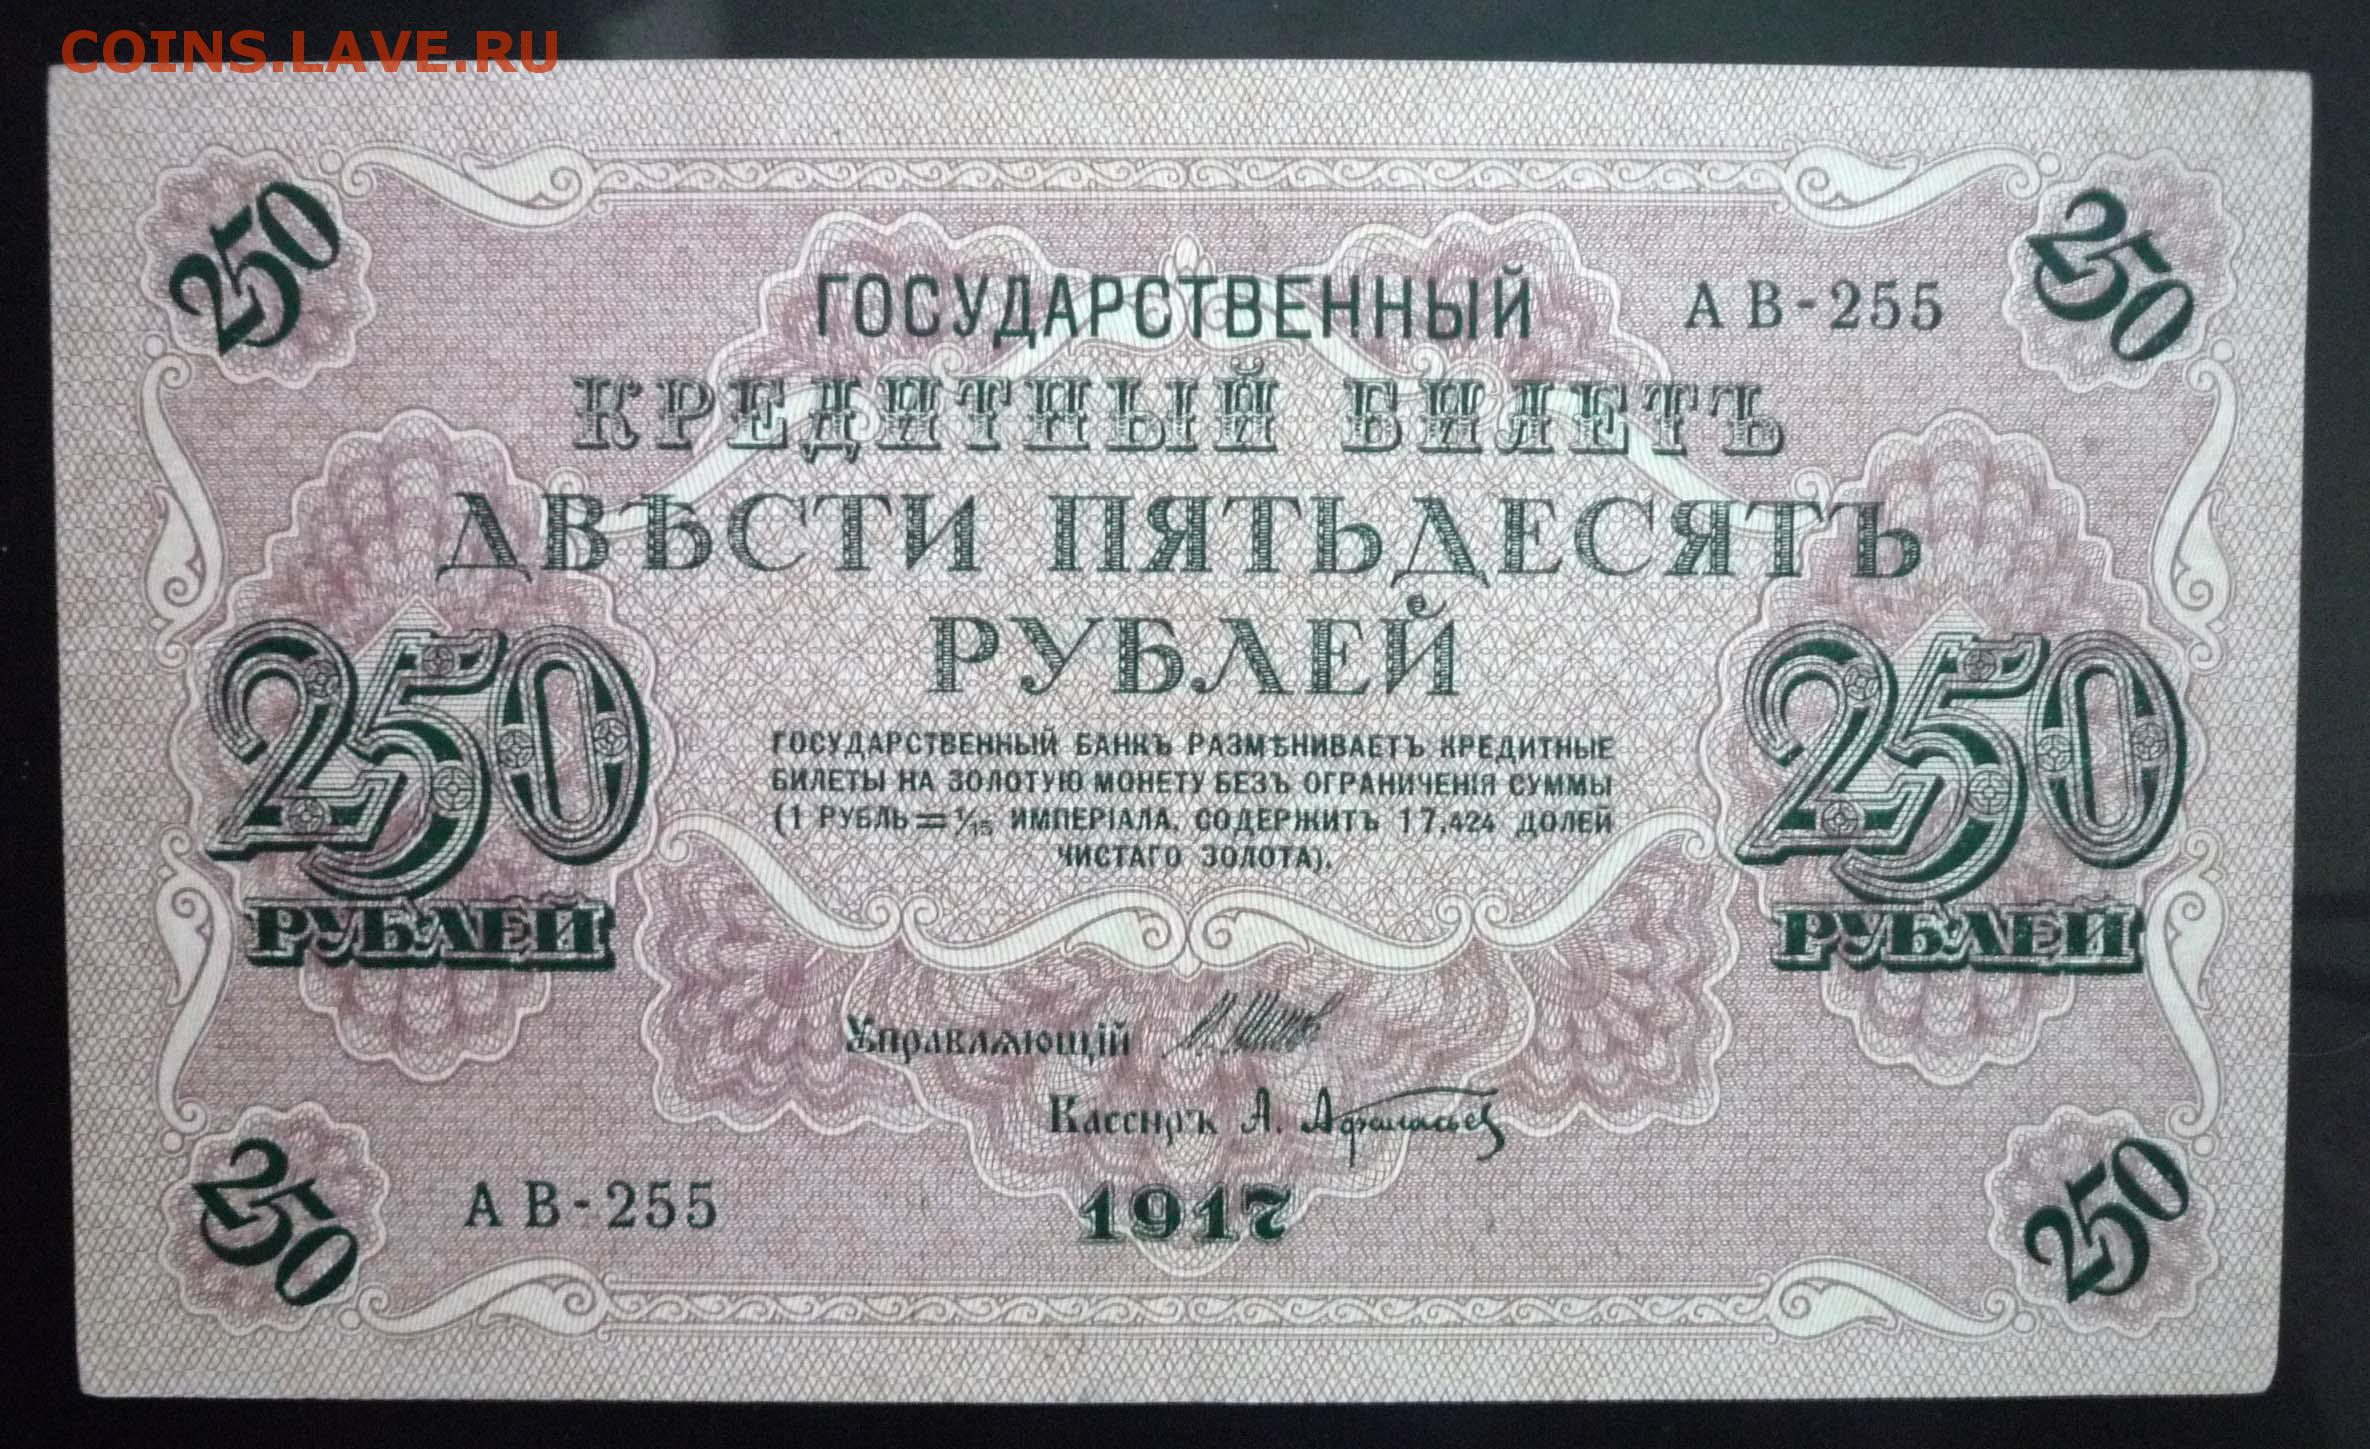 COINS.LAVE.RU
250
250
ГОСУДАРСТВЕННЫЙ
АВ-255
КРЕДИТНЫЙ БИЛЕТЪ
ДВѢСТИ ПЯТЬДЕСЯТЪ
РУБЛЕЙ
250
РУБЛЕЙ
250
РУБЛЕЙ
ГОСУДАРСТВЕННЫЙ БАНКЪ РАЗМѢНИВАЕТЪ КРЕДИТНЫЕ
БИЛЕТЫ НА ЗОЛОТУЮ МОНЕТУ БЕЗЪ ОГРАНИЧЕНІЯ СУММЫ
(1 РУБЛЬ = 1/15 ИМПЕРІАЛА, СОДЕРЖИТЪ 17,424 ДОЛЕЙ
ЧИСТАГО ЗОЛОТА).
Управляющій
Кассиръ А. Афанасьев
АВ-255
1917
250
250